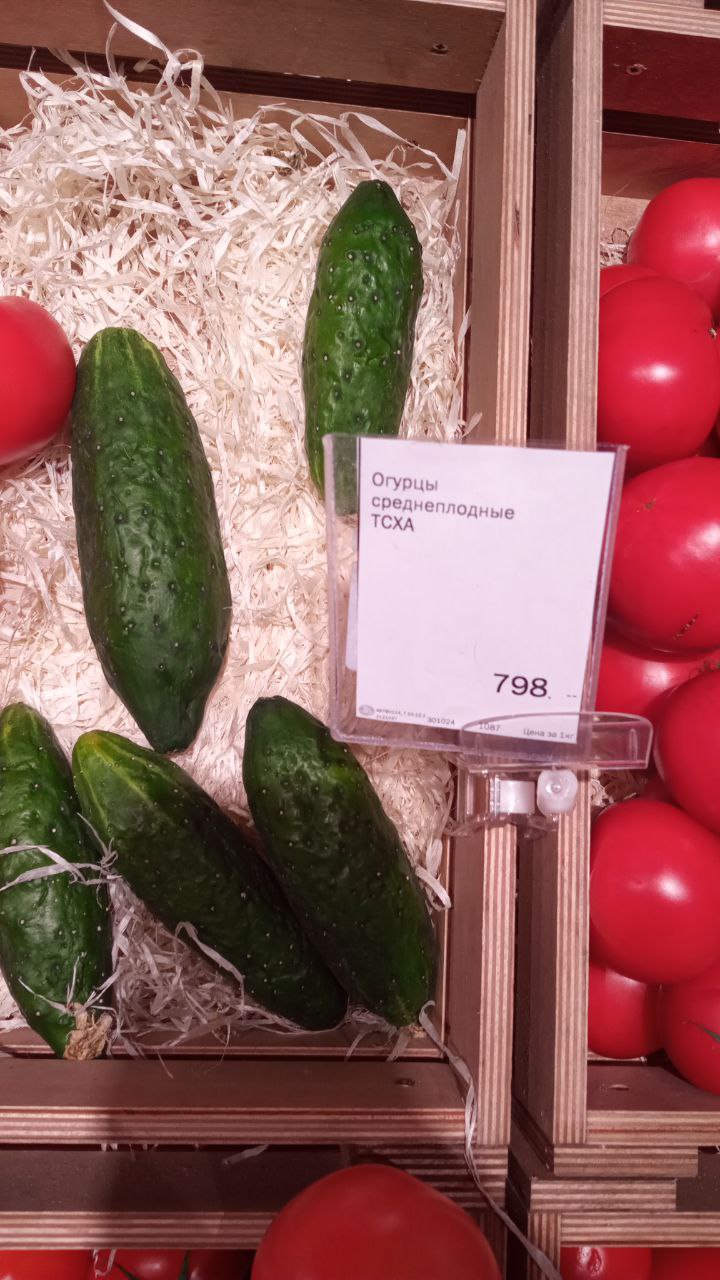 Огурцы
среднеплодные
ТСХА
798. --
301024 1087 Цена за 1кг